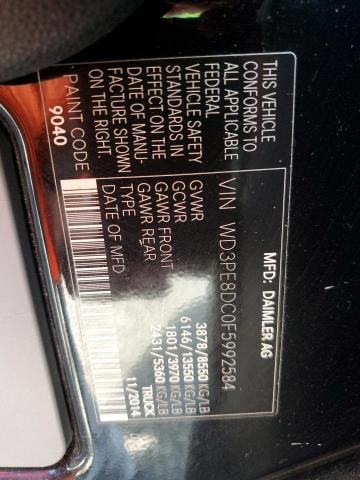 MFD: DAIMLER AG
VIN WD3PE8DC0F5992584
GVWR 3878/8550 KG/LB
GCWR 6146/13550 KG/LB
GAWR FRONT 1801/3970 KG/LB
GAWR REAR 2431/5360 KG/LB
TYPE TRUCK
DATE OF MFD 11/2014
THIS VEHICLE
CONFORMS TO
ALL APPLICABLE
FEDERAL
VEHICLE SAFETY
EFFECT ON THE
DATE OF MANU-
FACTURE SHOWN
ON THE RIGHT.
PAINT CODE
9040